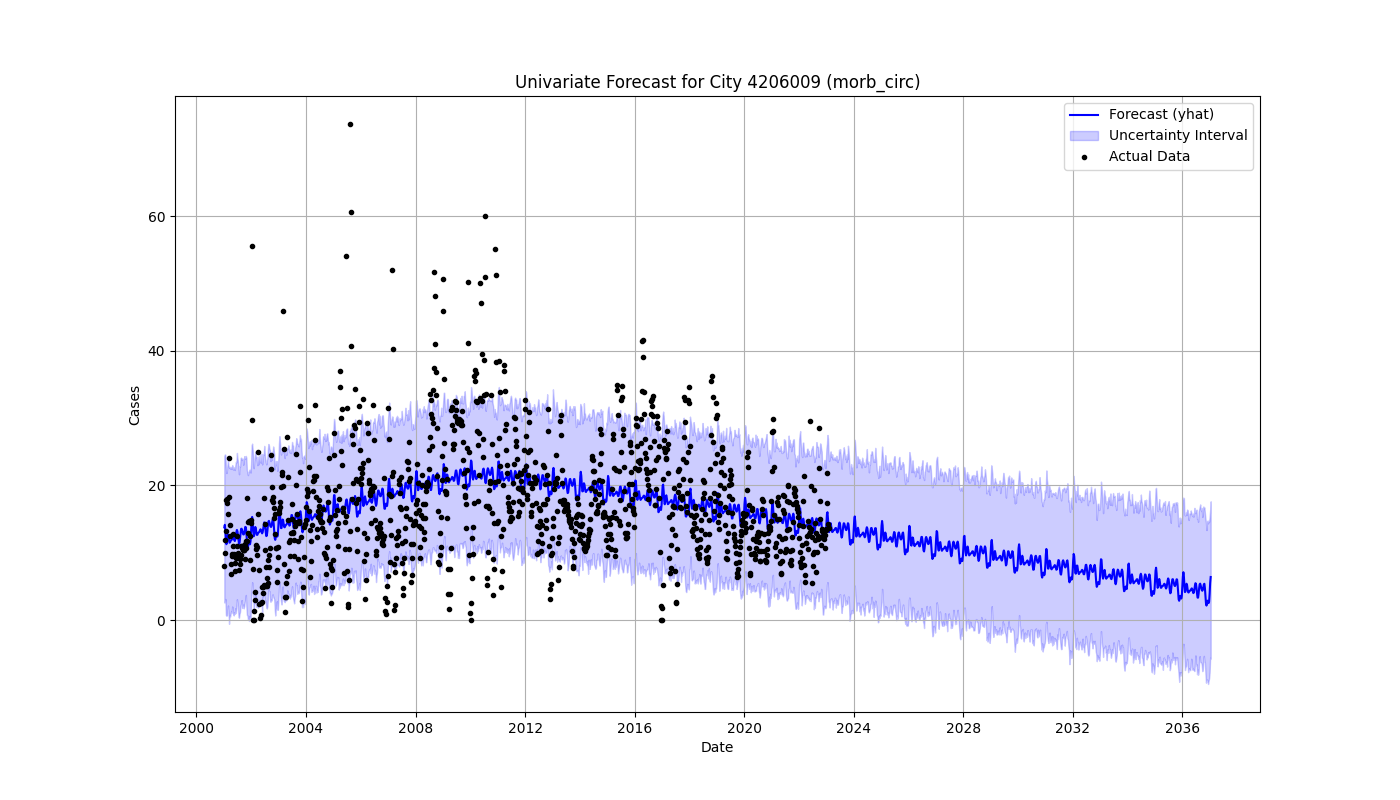 Univariate Forecast for City 4206009 (morb_circ)
Forecast (yhat)
Uncertainty Interval
Actual Data
60
40
20
0
Cases
2000 2004 2008 2012 2016 2020 2024 2028 2032 2036
Date